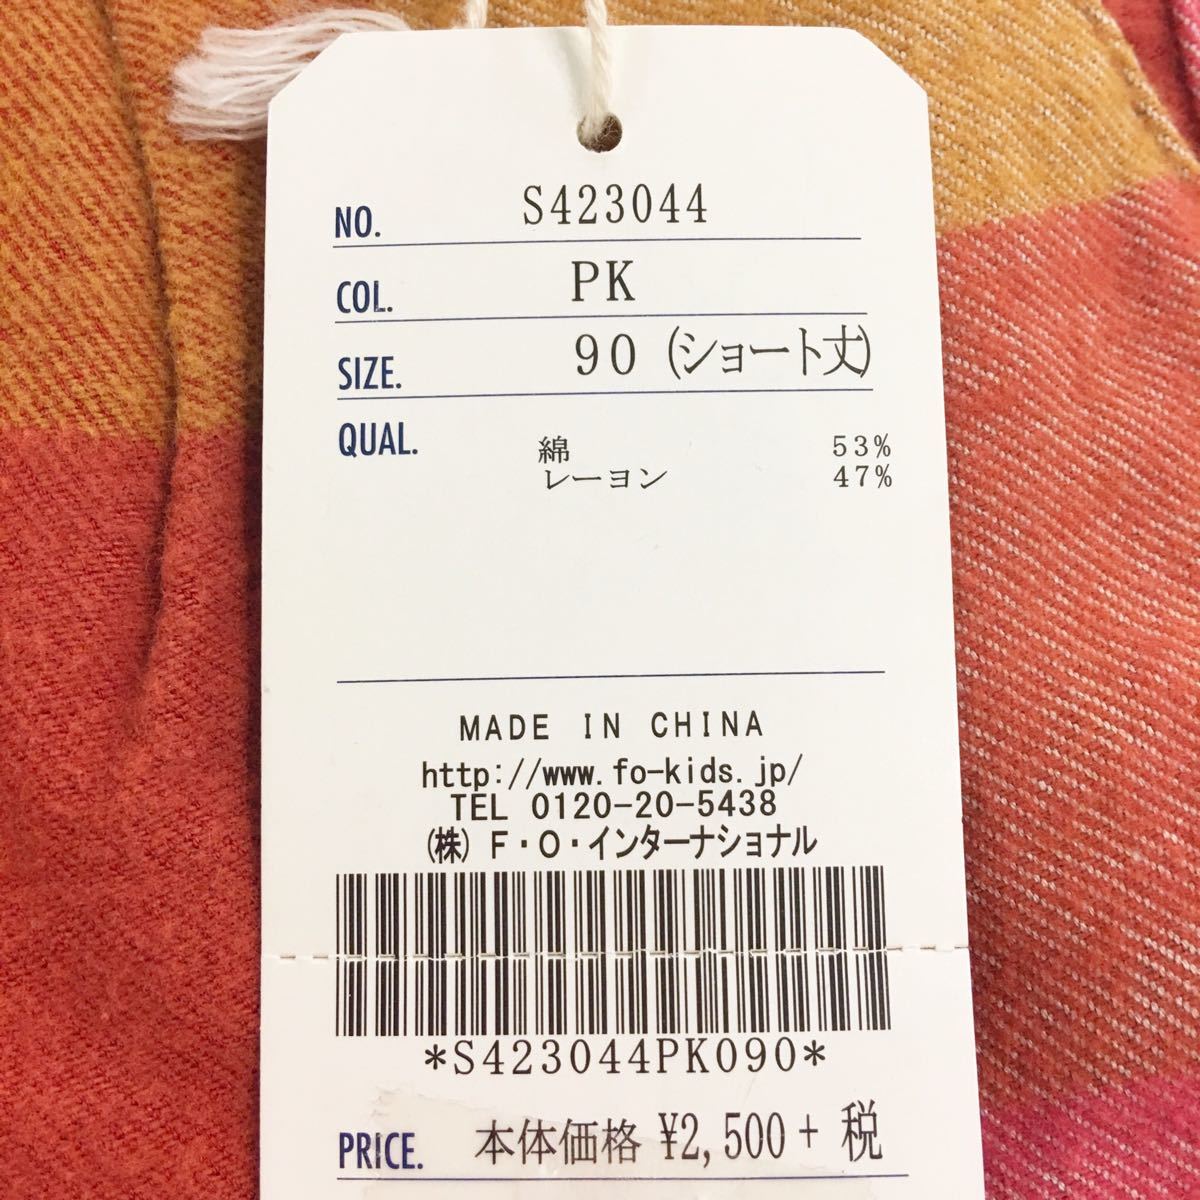 NO. S423044
COL. PK
SIZE. 90 (ショート丈)
QUAL. 綿 53%
レーヨン 47%
MADE IN CHINA
http://www.fo-kids.jp/
TEL 0120-20-5438
(株) F・O・インターナショナル
*S423044PK090*
PRICE. 本体価格 ¥2,500 + 税